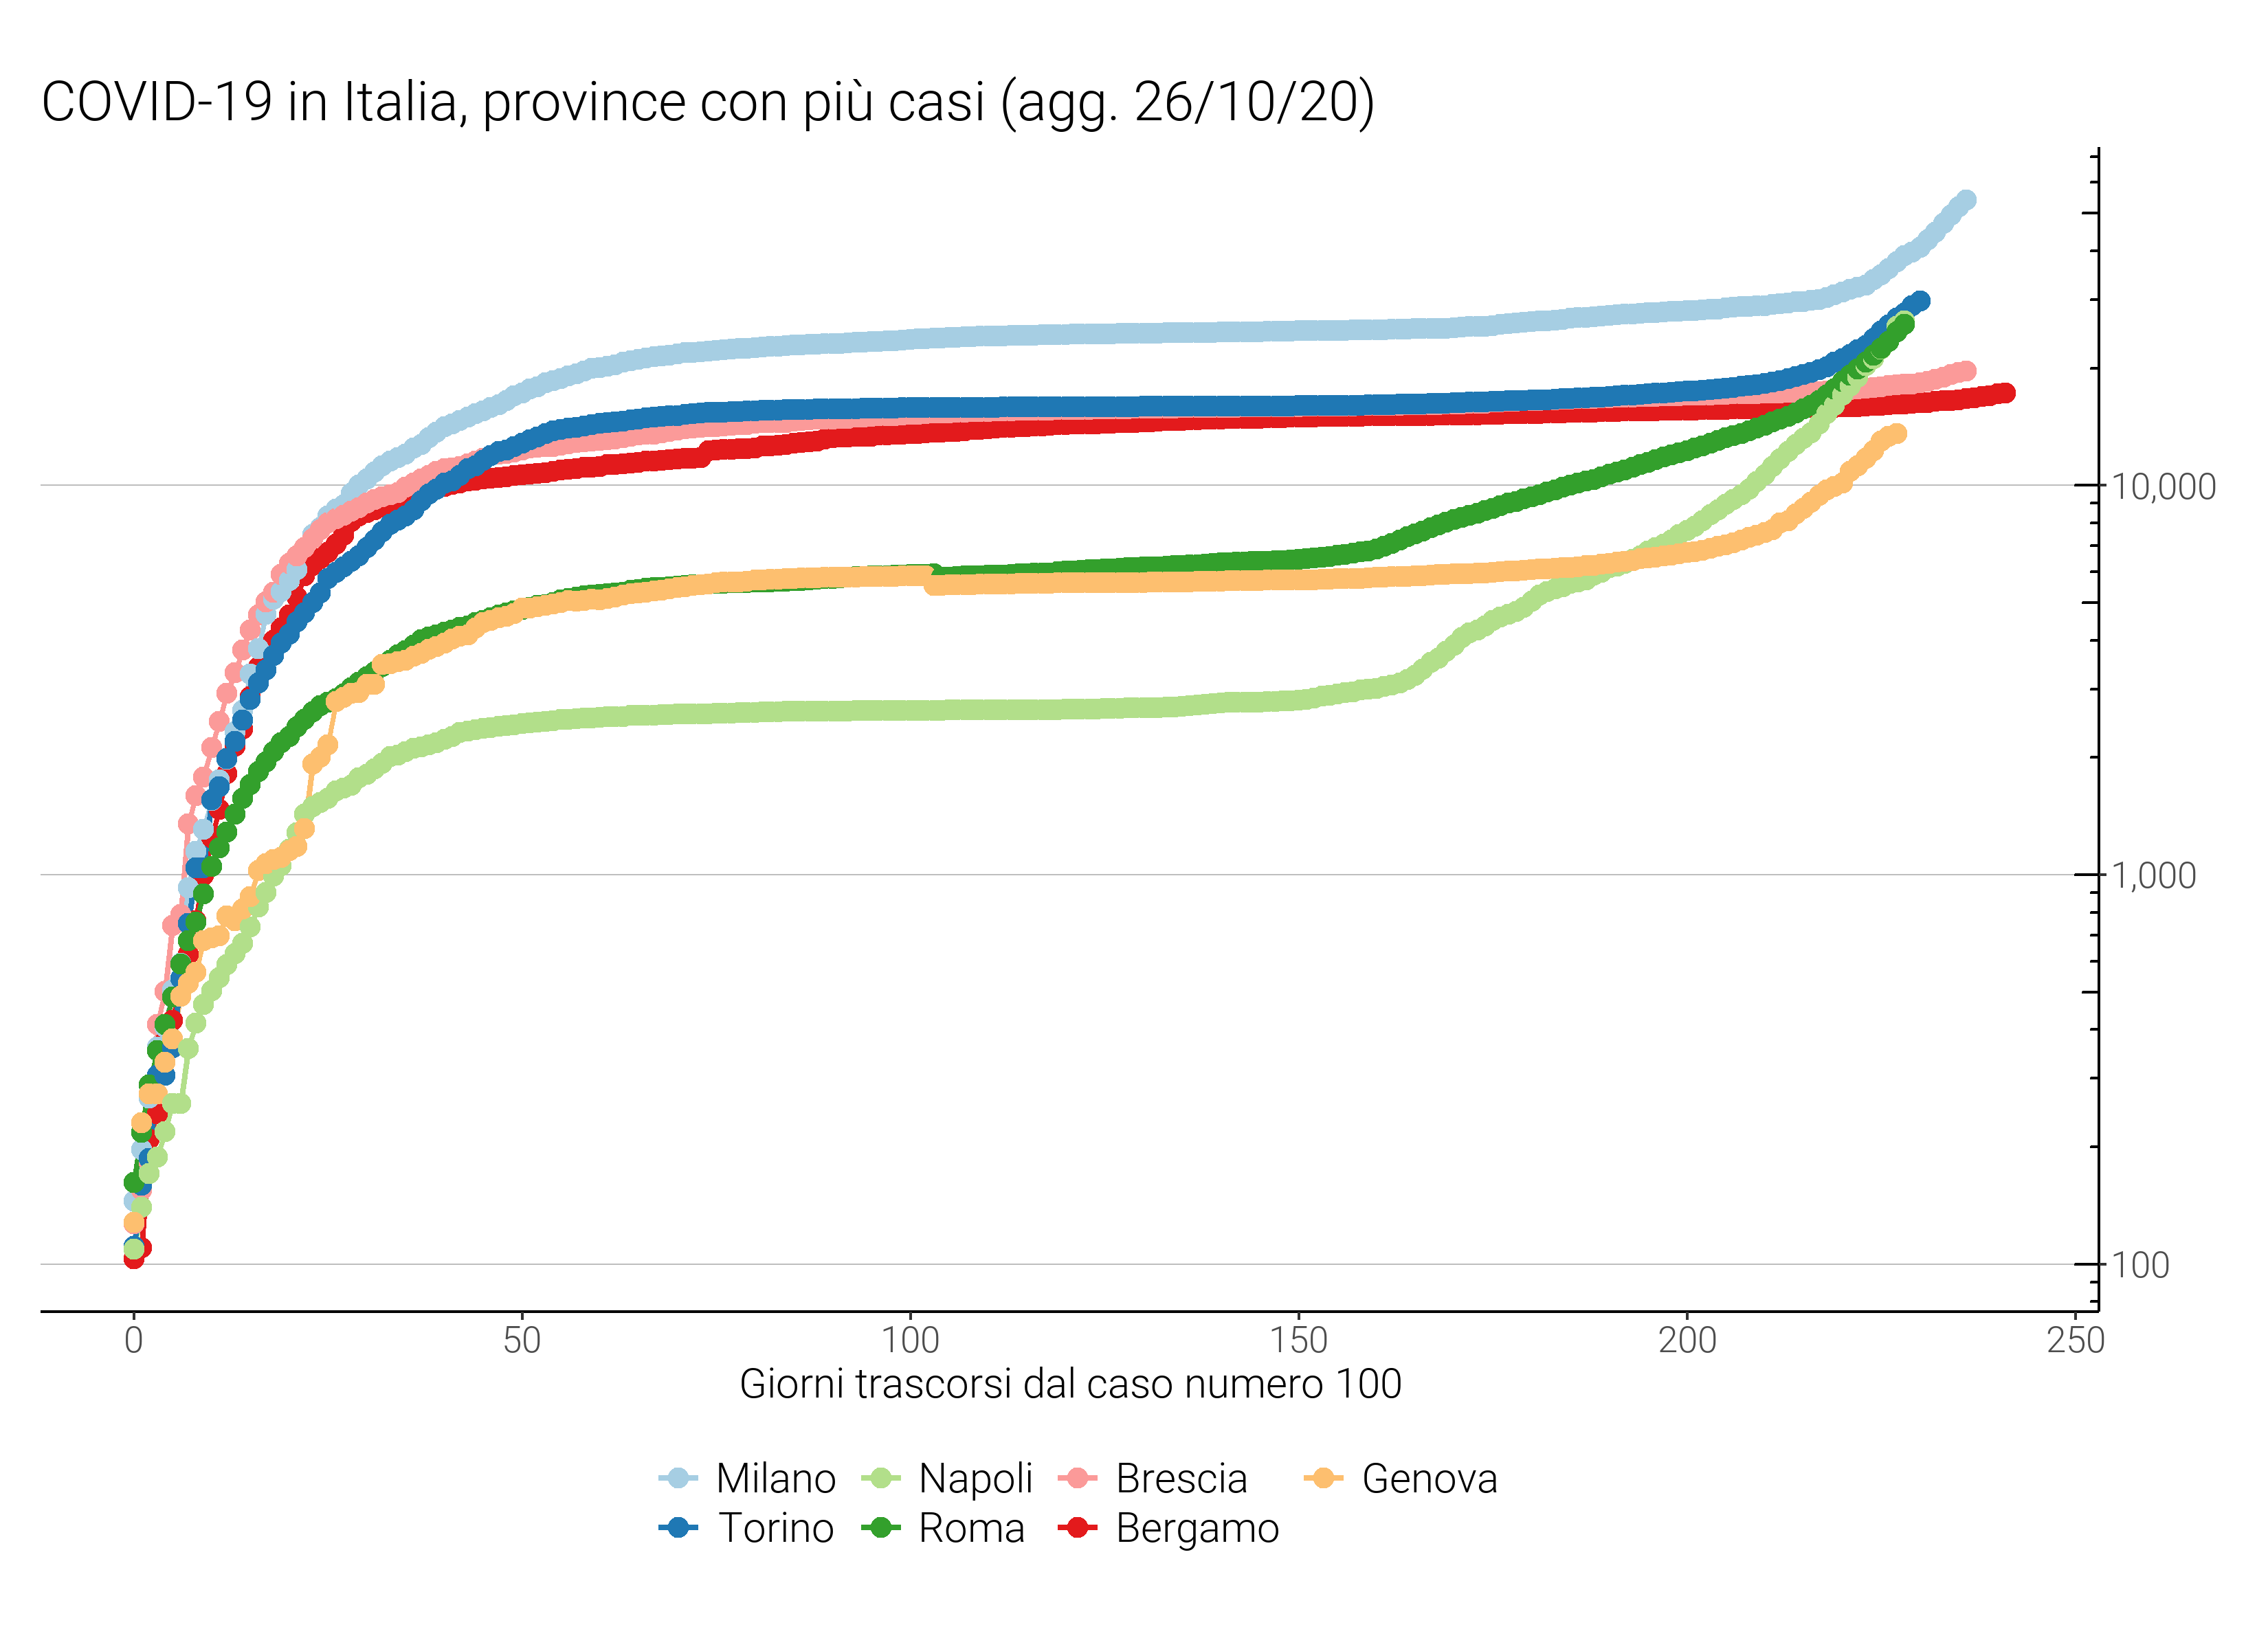 COVID-19 in Italia, province con più casi (agg. 26/10/20)
10,000
1,000
100
0 50 100 150 200 250
Giorni trascorsi dal caso numero 100
Milano Napoli Brescia Genova
Torino Roma Bergamo